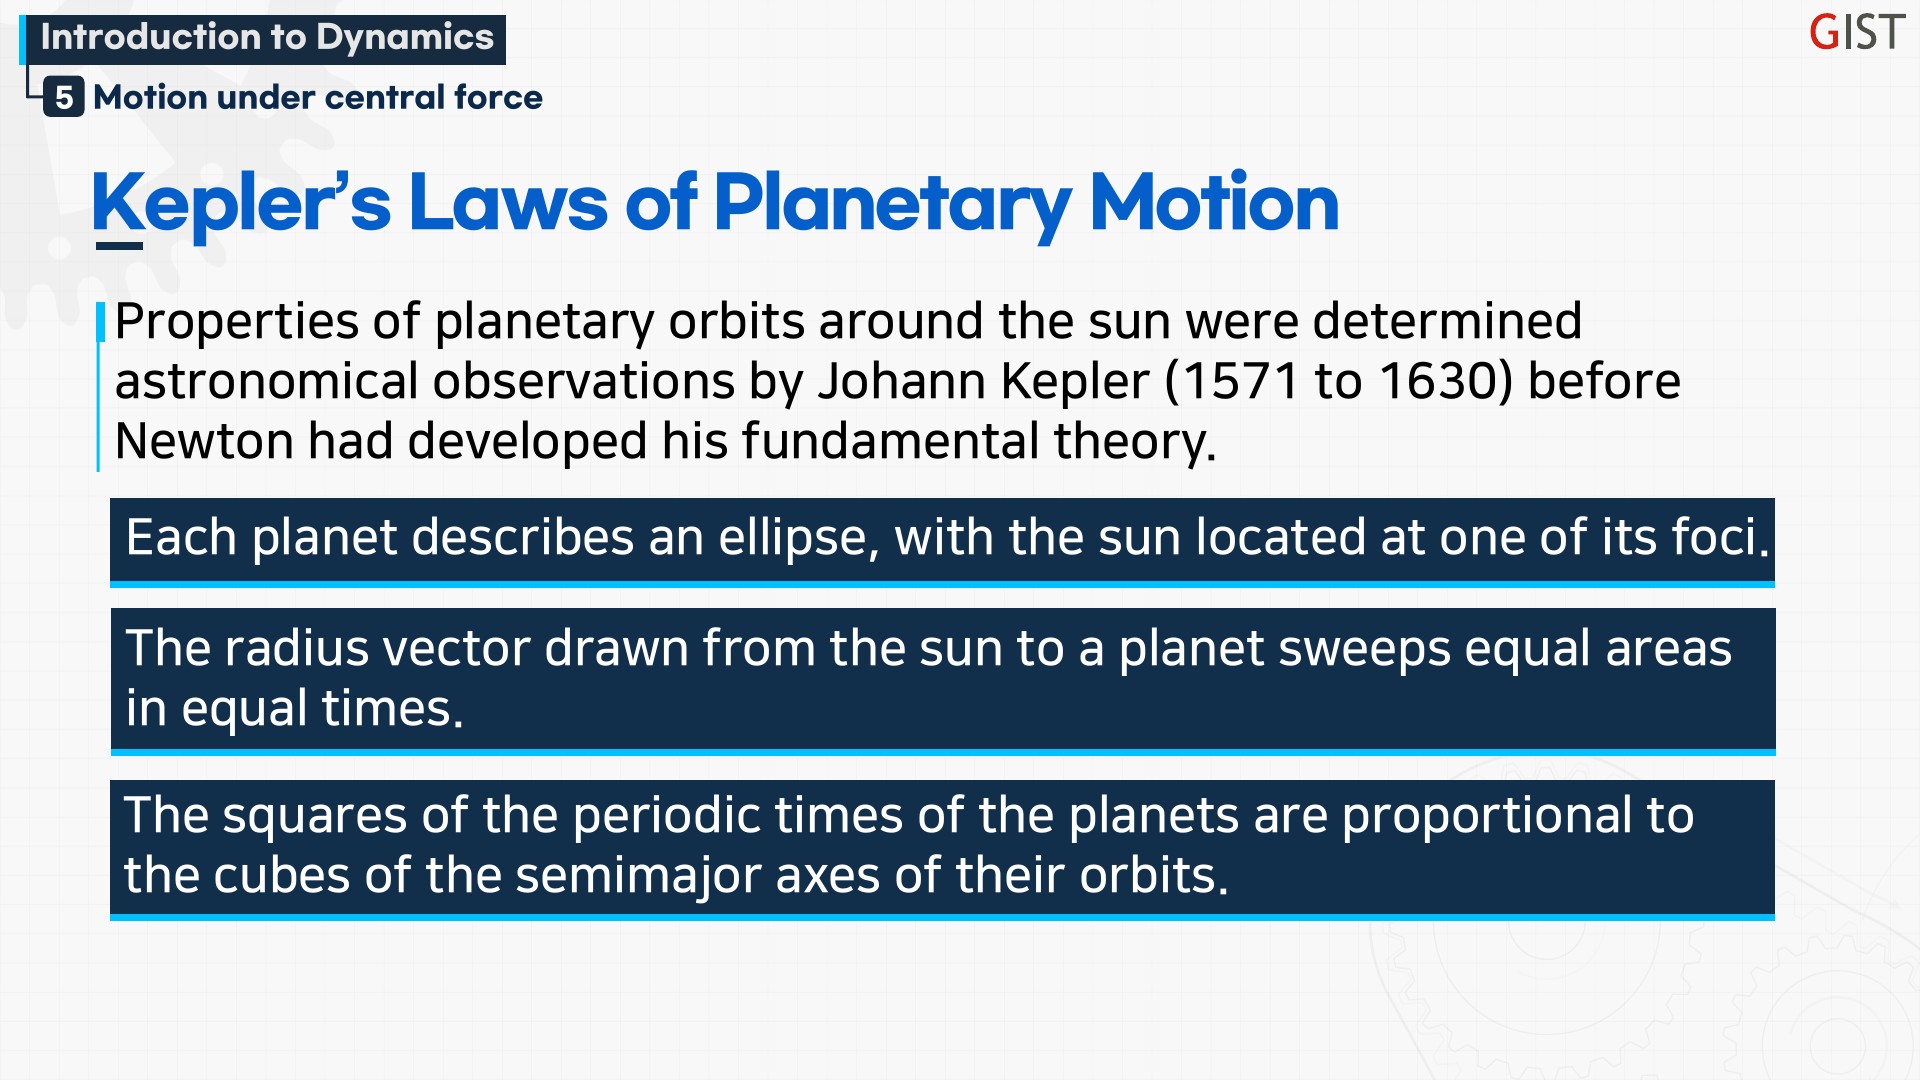 Introduction to Dynamics
GIST
5 Motion under central force
Kepler's Laws of Planetary Motion
Properties of planetary orbits around the sun were determined
astronomical observations by Johann Kepler (1571 to 1630) before
Newton had developed his fundamental theory.
Each planet describes an ellipse, with the sun located at one of its foci.
The radius vector drawn from the sun to a planet sweeps equal areas
in equal times.
The squares of the periodic times of the planets are proportional to
the cubes of the semimajor axes of their orbits.